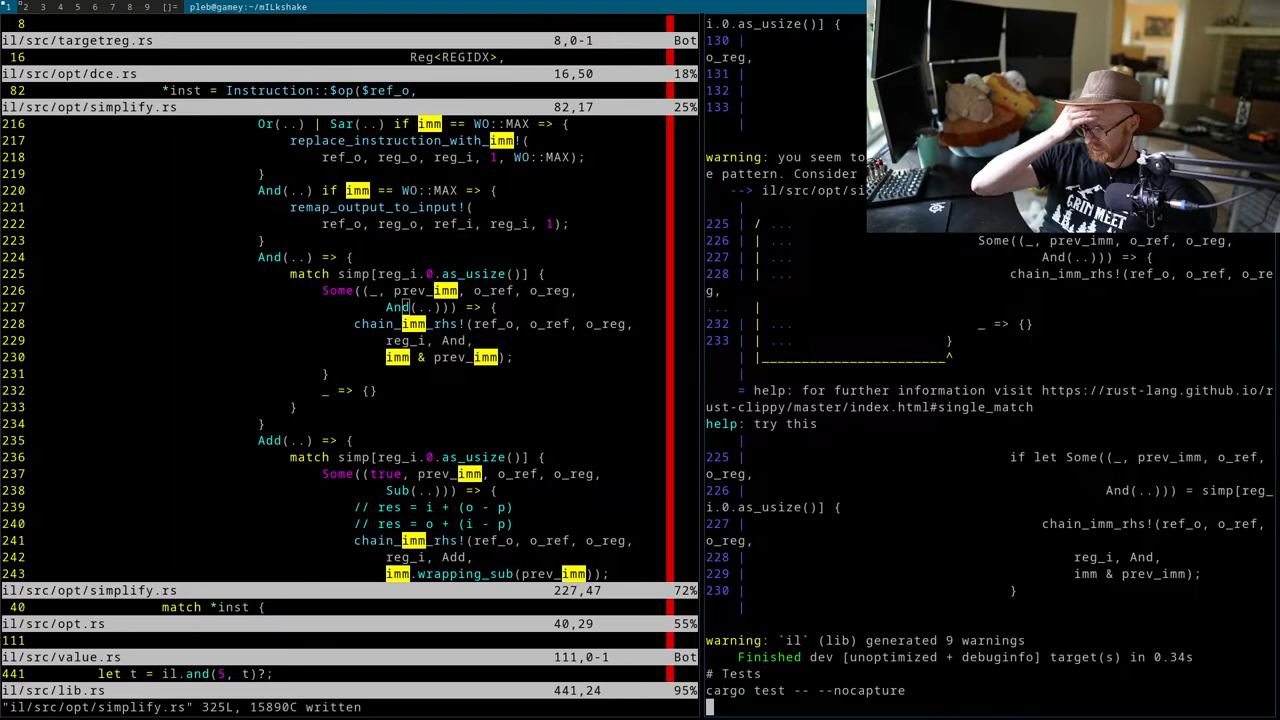 1 2 3 4 5 6 7 8 9 []= pleb@gamey:~/mILkshake
8
il/src/targetreg.rs 8,0-1 Bot
16 Reg<REGIDX>,
il/src/opt/dce.rs 16,50 18%
82 *inst = Instruction::$op($ref_o,
il/src/opt/simplify.rs 82,17 25%
216 Or(..) | Sar(..) if imm == WO::MAX => {
217 replace_instruction_with_imm!(
218 ref_o, reg_o, reg_i, 1, WO::MAX);
219 }
220 And(..) if imm == WO::MAX => {
221 remap_output_to_input!(
222 ref_o, reg_o, ref_i, reg_i, 1);
223 }
224 And(..) => {
225 match simp[reg_i.0.as_usize()] {
226 Some((_, prev_imm, o_ref, o_reg,
227 And(..))) => {
228 chain_imm_rhs!(ref_o, o_ref, o_reg,
229 reg_i, And,
230 imm & prev_imm);
231 }
232 _ => {}
233 }
234 }
235 Add(..) => {
236 match simp[reg_i.0.as_usize()] {
237 Some((true, prev_imm, o_ref, o_reg,
238 Sub(..))) => {
239 // res = i + (o - p)
240 // res = o + (i - p)
241 chain_imm_rhs!(ref_o, o_ref, o_reg,
242 reg_i, Add,
243 imm.wrapping_sub(prev_imm));
il/src/opt/simplify.rs 227,47 72%
40 match *inst {
il/src/opt.rs 40,29 55%
111
il/src/value.rs 111,0-1 Bot
441 let t = il.and(5, t)?;
il/src/lib.rs 441,24 95%
"il/src/opt/simplify.rs" 325L, 15890C written
i.0.as_usize()] {
130 |
o_reg,
131 |
132 |
133 |
|
warning: you seem to
e pattern. Consider
--> il/src/opt/si
|
225 | / ...
226 | | ... Some((_, prev_imm, o_ref, o_reg,
227 | | ... And(..))) => {
228 | | ... chain_imm_rhs!(ref_o, o_ref, o_re
g,
... |
232 | | ... _ => {}
233 | | ... }
| |_______________________^
|
= help: for further information visit https://rust-lang.github.io/r
ust-clippy/master/index.html#single_match
help: try this
|
225 | if let Some((_, prev_imm, o_ref,
o_reg,
226 | And(..))) = simp[reg_
i.0.as_usize()] {
227 | chain_imm_rhs!(ref_o, o_ref,
o_reg,
228 | reg_i, And,
229 | imm & prev_imm);
230 | }
|
warning: `il` (lib) generated 9 warnings
Finished dev [unoptimized + debuginfo] target(s) in 0.34s
# Tests
cargo test -- --nocapture
GRIN MEET